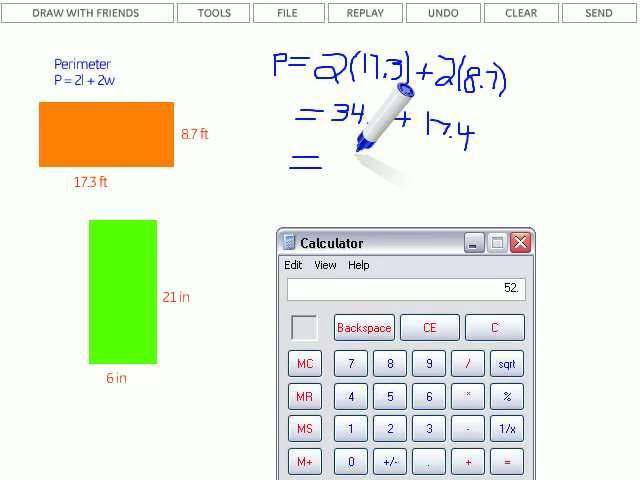 DRAW WITH FRIENDS TOOLS FILE REPLAY UNDO CLEAR SEND
Perimeter
P = 2l + 2w
8.7 ft
17.3 ft
21 in
6 in
P = 2(17.3) + 2(8.7)
= 34. + 17.4
=
Calculator
Edit View Help
52.
Backspace CE C
MC 7 8 9 / sqrt
MR 4 5 6 * %
MS 1 2 3 - 1/x
M+ 0 +/- . + =